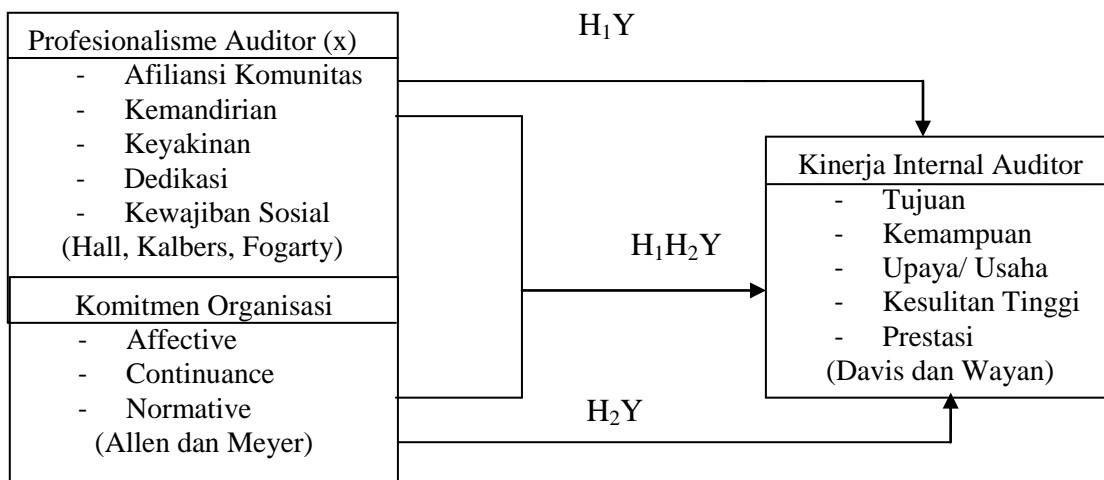 H₁Y
Profesionalisme Auditor (x)
- Afiliansi Komunitas
- Kemandirian
- Keyakinan
- Dedikasi
- Kewajiban Sosial
(Hall, Kalbers, Fogarty)
Komitmen Organisasi
- Affective
- Continuance
- Normative
(Allen dan Meyer)
H₁H₂Y
H₂Y
Kinerja Internal Auditor
- Tujuan
- Kemampuan
- Upaya/ Usaha
- Kesulitan Tinggi
- Prestasi
(Davis dan Wayan)